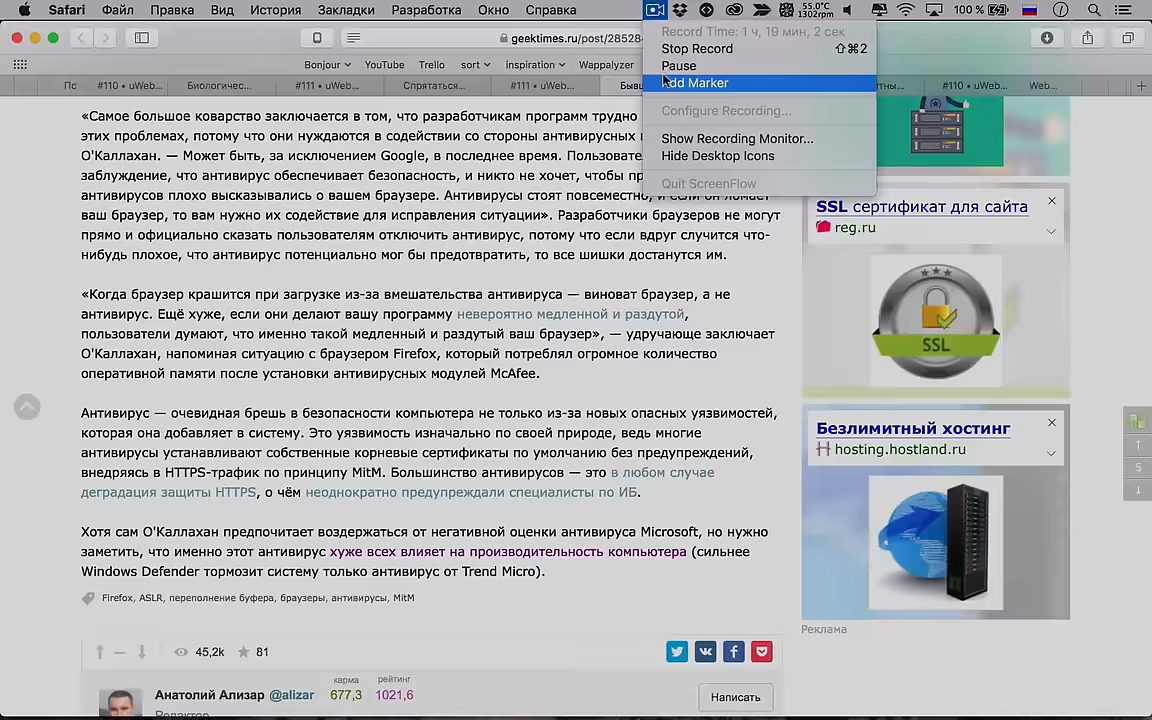 Safari Файл Правка Вид История Закладки Разработка Окно Справка 55.0°C 1302rpm 100 %
geektimes.ru/post/28528
Record Time: 1 ч, 19 мин, 2 сек
Stop Record ⇧⌘2
Pause
dd Marker
Configure Recording...
Show Recording Monitor...
Hide Desktop Icons
Quit ScreenFlow
Bonjour YouTube Trello sort inspiration Wappalyzer
Пс #110 • uWeb... Биологичес... #111 • uWeb... Спрятаться... #111 • uWeb... Бывш тны... #110 • uWeb... Web...
«Самое большое коварство заключается в том, что разработчикам программ трудно
этих проблемах, потому что они нуждаются в содействии со стороны антивирусных
О'Каллахан. — Может быть, за исключением Google, в последнее время. Пользовате
заблуждение, что антивирус обеспечивает безопасность, и никто не хочет, чтобы пр
антивирусов плохо высказывались о вашем браузере. Антивирусы стоят повсеместно, и если он ломает
ваш браузер, то вам нужно их содействие для исправления ситуации». Разработчики браузеров не могут
прямо и официально сказать пользователям отключить антивирус, потому что если вдруг случится что-
нибудь плохое, что антивирус потенциально мог бы предотвратить, то все шишки достанутся им.
«Когда браузер крашится при загрузке из-за вмешательства антивируса — виноват браузер, а не
антивирус. Ещё хуже, если они делают вашу программу невероятно медленной и раздутой,
пользователи думают, что именно такой медленный и раздутый ваш браузер», — удручающе заключает
О'Каллахан, напоминая ситуацию с браузером Firefox, который потреблял огромное количество
оперативной памяти после установки антивирусных модулей McAfee.
Антивирус — очевидная брешь в безопасности компьютера не только из-за новых опасных уязвимостей,
которая она добавляет в систему. Это уязвимость изначально по своей природе, ведь многие
антивирусы устанавливают собственные корневые сертификаты по умолчанию без предупреждений,
внедряясь в HTTPS-трафик по принципу MitM. Большинство антивирусов — это в любом случае
деградация защиты HTTPS, о чём неоднократно предупреждали специалисты по ИБ.
Хотя сам О'Каллахан предпочитает воздержаться от негативной оценки антивируса Microsoft, но нужно
заметить, что именно этот антивирус хуже всех влияет на производительность компьютера (сильнее
Windows Defender тормозит систему только антивирус от Trend Micro).
Firefox, ASLR, переполнение буфера, браузеры, антивирусы, MitM
45,2k 81
Анатолий Ализар @alizar
Редактор
карма
677,3
рейтинг
1021,6
Написать
SSL сертификат для сайта
reg.ru
SSL
Безлимитный хостинг
hosting.hostland.ru
Реклама
5